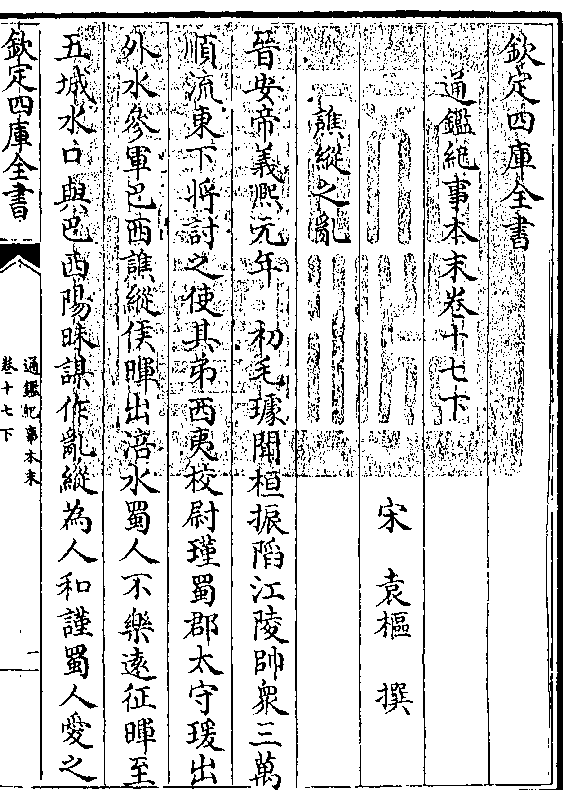 欽定四庫全書
通鑑紀事本末卷十七下
宋 袁樞 撰
譙縱之亂
晉安帝義熙元年 初毛璩聞桓振陷江陵帥衆三萬
順流東下將討之使其弟西夷校尉瑾蜀郡太守瑗出
外水參軍巴西譙縱侯暉出涪水蜀人不樂遠征暉至
五城水口與巴西陽昧謀作亂縱為人和謹蜀人愛之
欽定四庫全書
通鑑紀事本末
卷十七下
一